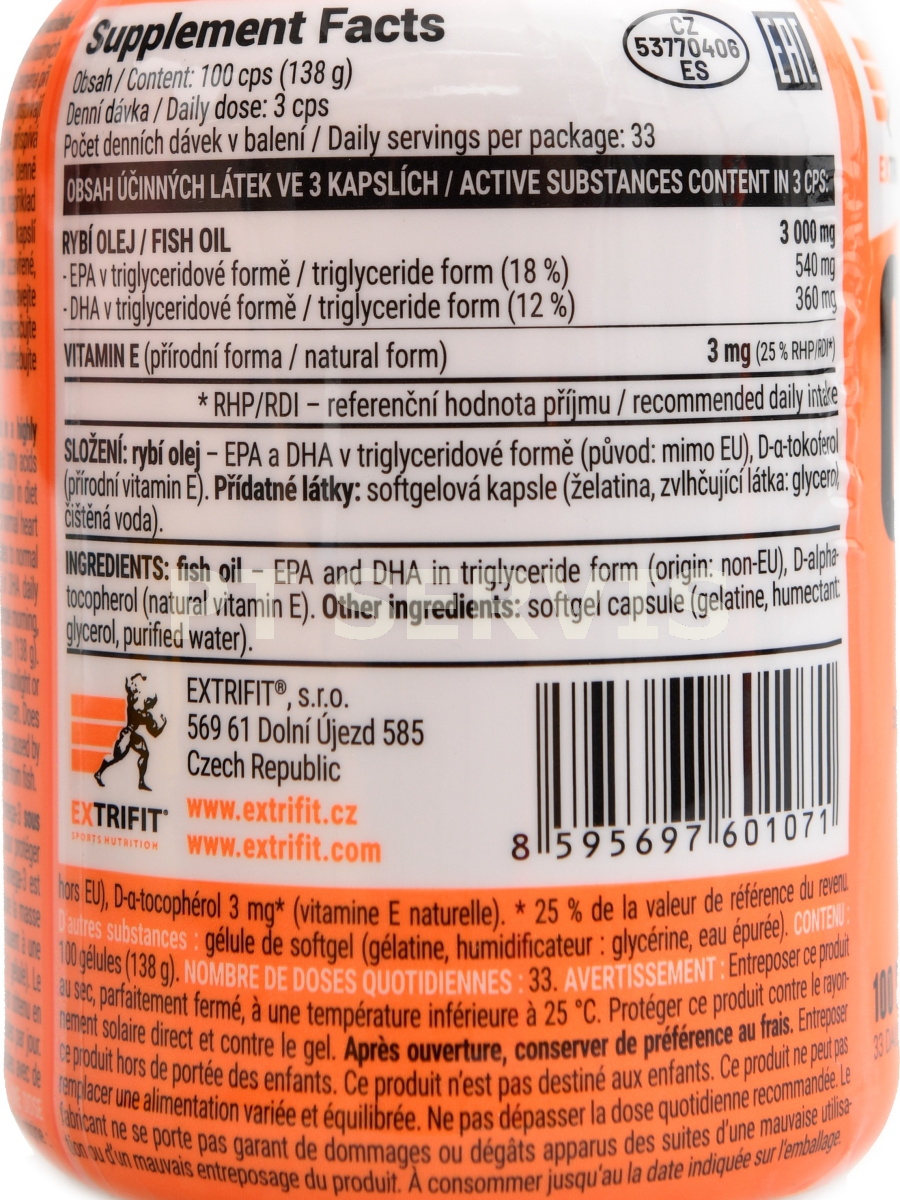 Supplement Facts
CZ
53770406
ES
EAC
Obsah / Content: 100 cps (138 g)
Denní dávka / Daily dose: 3 cps
Počet denních dávek v balení / Daily servings per package: 33
OBSAH ÚČINNÝCH LÁTEK VE 3 KAPSLÍCH / ACTIVE SUBSTANCES CONTENT IN 3 CPS:
RYBÍ OLEJ / FISH OIL 3 000 mg
- EPA v triglyceridové formě / triglyceride form (18 %) 540 mg
- DHA v triglyceridové formě / triglyceride form (12 %) 360 mg
VITAMIN E (přírodní forma / natural form) 3 mg (25 % RHP/RDI*)
* RHP/RDI – referenční hodnota příjmu / recommended daily intake
SLOŽENÍ: rybí olej – EPA a DHA v triglyceridové formě (původ: mimo EU), D-α-tokoferol
(přírodní vitamin E). Přídatné látky: softgelová kapsle (želatina, zvlhčující látka: glycerol,
čištěná voda).
INGREDIENTS: fish oil – EPA and DHA in triglyceride form (origin: non-EU), D-alpha-
tocopherol (natural vitamin E). Other ingredients: softgel capsule (gelatine, humectant:
glycerol, purified water).
PT SERVIS
EXTRIFIT®, s.r.o.
569 61 Dolní Újezd 585
Czech Republic
www.extrifit.cz
www.extrifit.com
EXTRIFIT®
SPORTS NUTRITION
8 595697 601071
hors EU), D-α-tocophérol 3 mg* (vitamine E naturelle). * 25 % de la valeur de référence du revenu.
D'autres substances : gélule de softgel (gélatine, humidificateur : glycérine, eau épurée). CONTENU :
100 gélules (138 g). NOMBRE DE DOSES QUOTIDIENNES : 33. AVERTISSEMENT : Entreposer ce produit
au sec, parfaitement fermé, à une température inférieure à 25 °C. Protéger ce produit contre le rayon-
nement solaire direct et contre le gel. Après ouverture, conserver de préférence au frais. Entreposer
ce produit hors de portée des enfants. Ce produit n'est pas destiné aux enfants. Ce produit ne peut pas
remplacer une alimentation variée et équilibrée. Ne pas dépasser la dose quotidienne recommandée. Le
fabricant ne se porte pas garant de dommages ou dégâts apparus des suites d'une mauvaise utilisa-
tion ou d'un mauvais entreposage du produit. À consommer jusqu'au la date indiquée sur l'emballage.
100